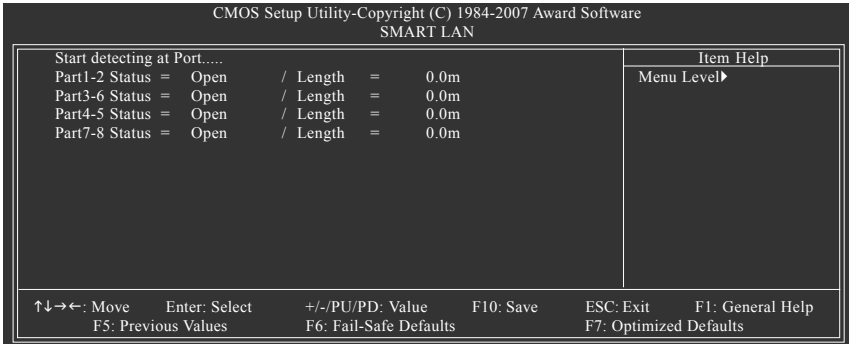 CMOS Setup Utility-Copyright (C) 1984-2007 Award Software
SMART LAN
Start detecting at Port.....
Part1-2 Status = Open / Length = 0.0m
Part3-6 Status = Open / Length = 0.0m
Part4-5 Status = Open / Length = 0.0m
Part7-8 Status = Open / Length = 0.0m
Item Help
Menu Level▶
↑↓→←: Move Enter: Select +/-/PU/PD: Value F10: Save ESC: Exit F1: General Help
F5: Previous Values F6: Fail-Safe Defaults F7: Optimized Defaults